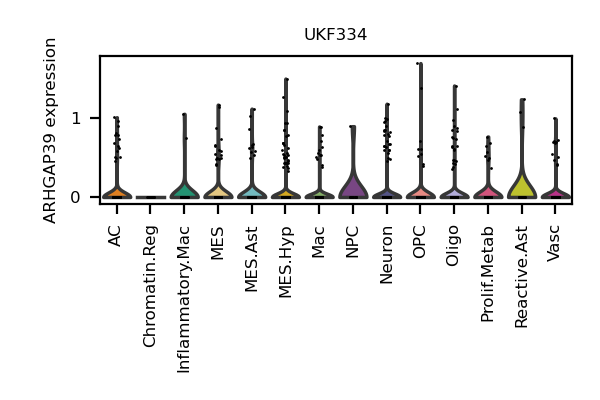 UKF334
ARHGAP39 expression
1
0
AC
Chromatin.Reg
Inflammatory.Mac
MES
MES.Ast
MES.Hyp
Mac
NPC
Neuron
OPC
Oligo
Prolif.Metab
Reactive.Ast
Vasc